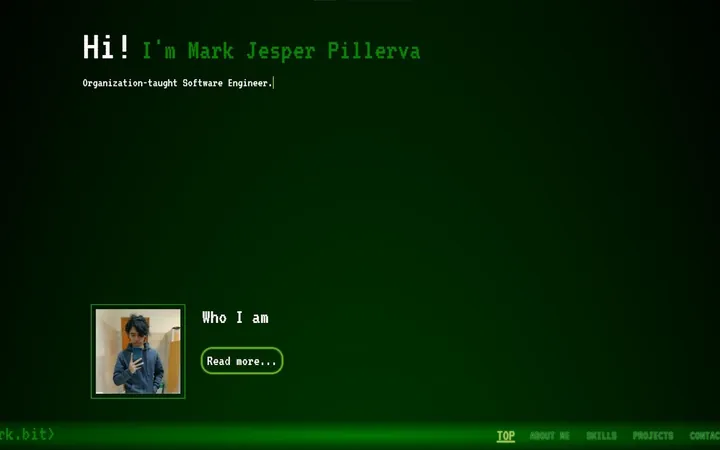 Hi! I'm Mark Jesper Pillerva
Organization-taught Software Engineer.
Who I am
Read more...
rk.bit>
TOP ABOUT ME SKILLS PROJECTS CONTAC